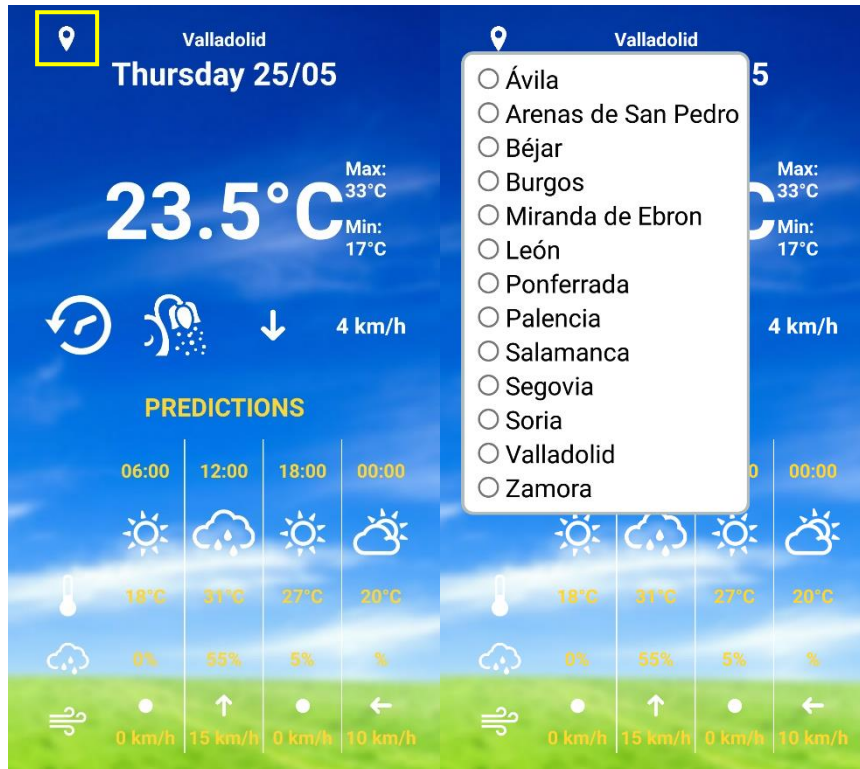 Valladolid
Thursday 25/05
23.5°C
Max:
33°C
Min:
17°C
4 km/h
PREDICTIONS
06:00 12:00 18:00 00:00
18°C 31°C 27°C 20°C
0% 55% 5% %
0 km/h 15 km/h 0 km/h 10 km/h
Valladolid
5
Ávila
Arenas de San Pedro
Béjar
Burgos
Miranda de Ebron
León
Ponferrada
Palencia
Salamanca
Segovia
Soria
Valladolid
Zamora
Max:
33°C
Min:
17°C
4 km/h
0 00:00
18°C 31°C 27°C 20°C
0% 55% 5% %
0 km/h 15 km/h 0 km/h 10 km/h